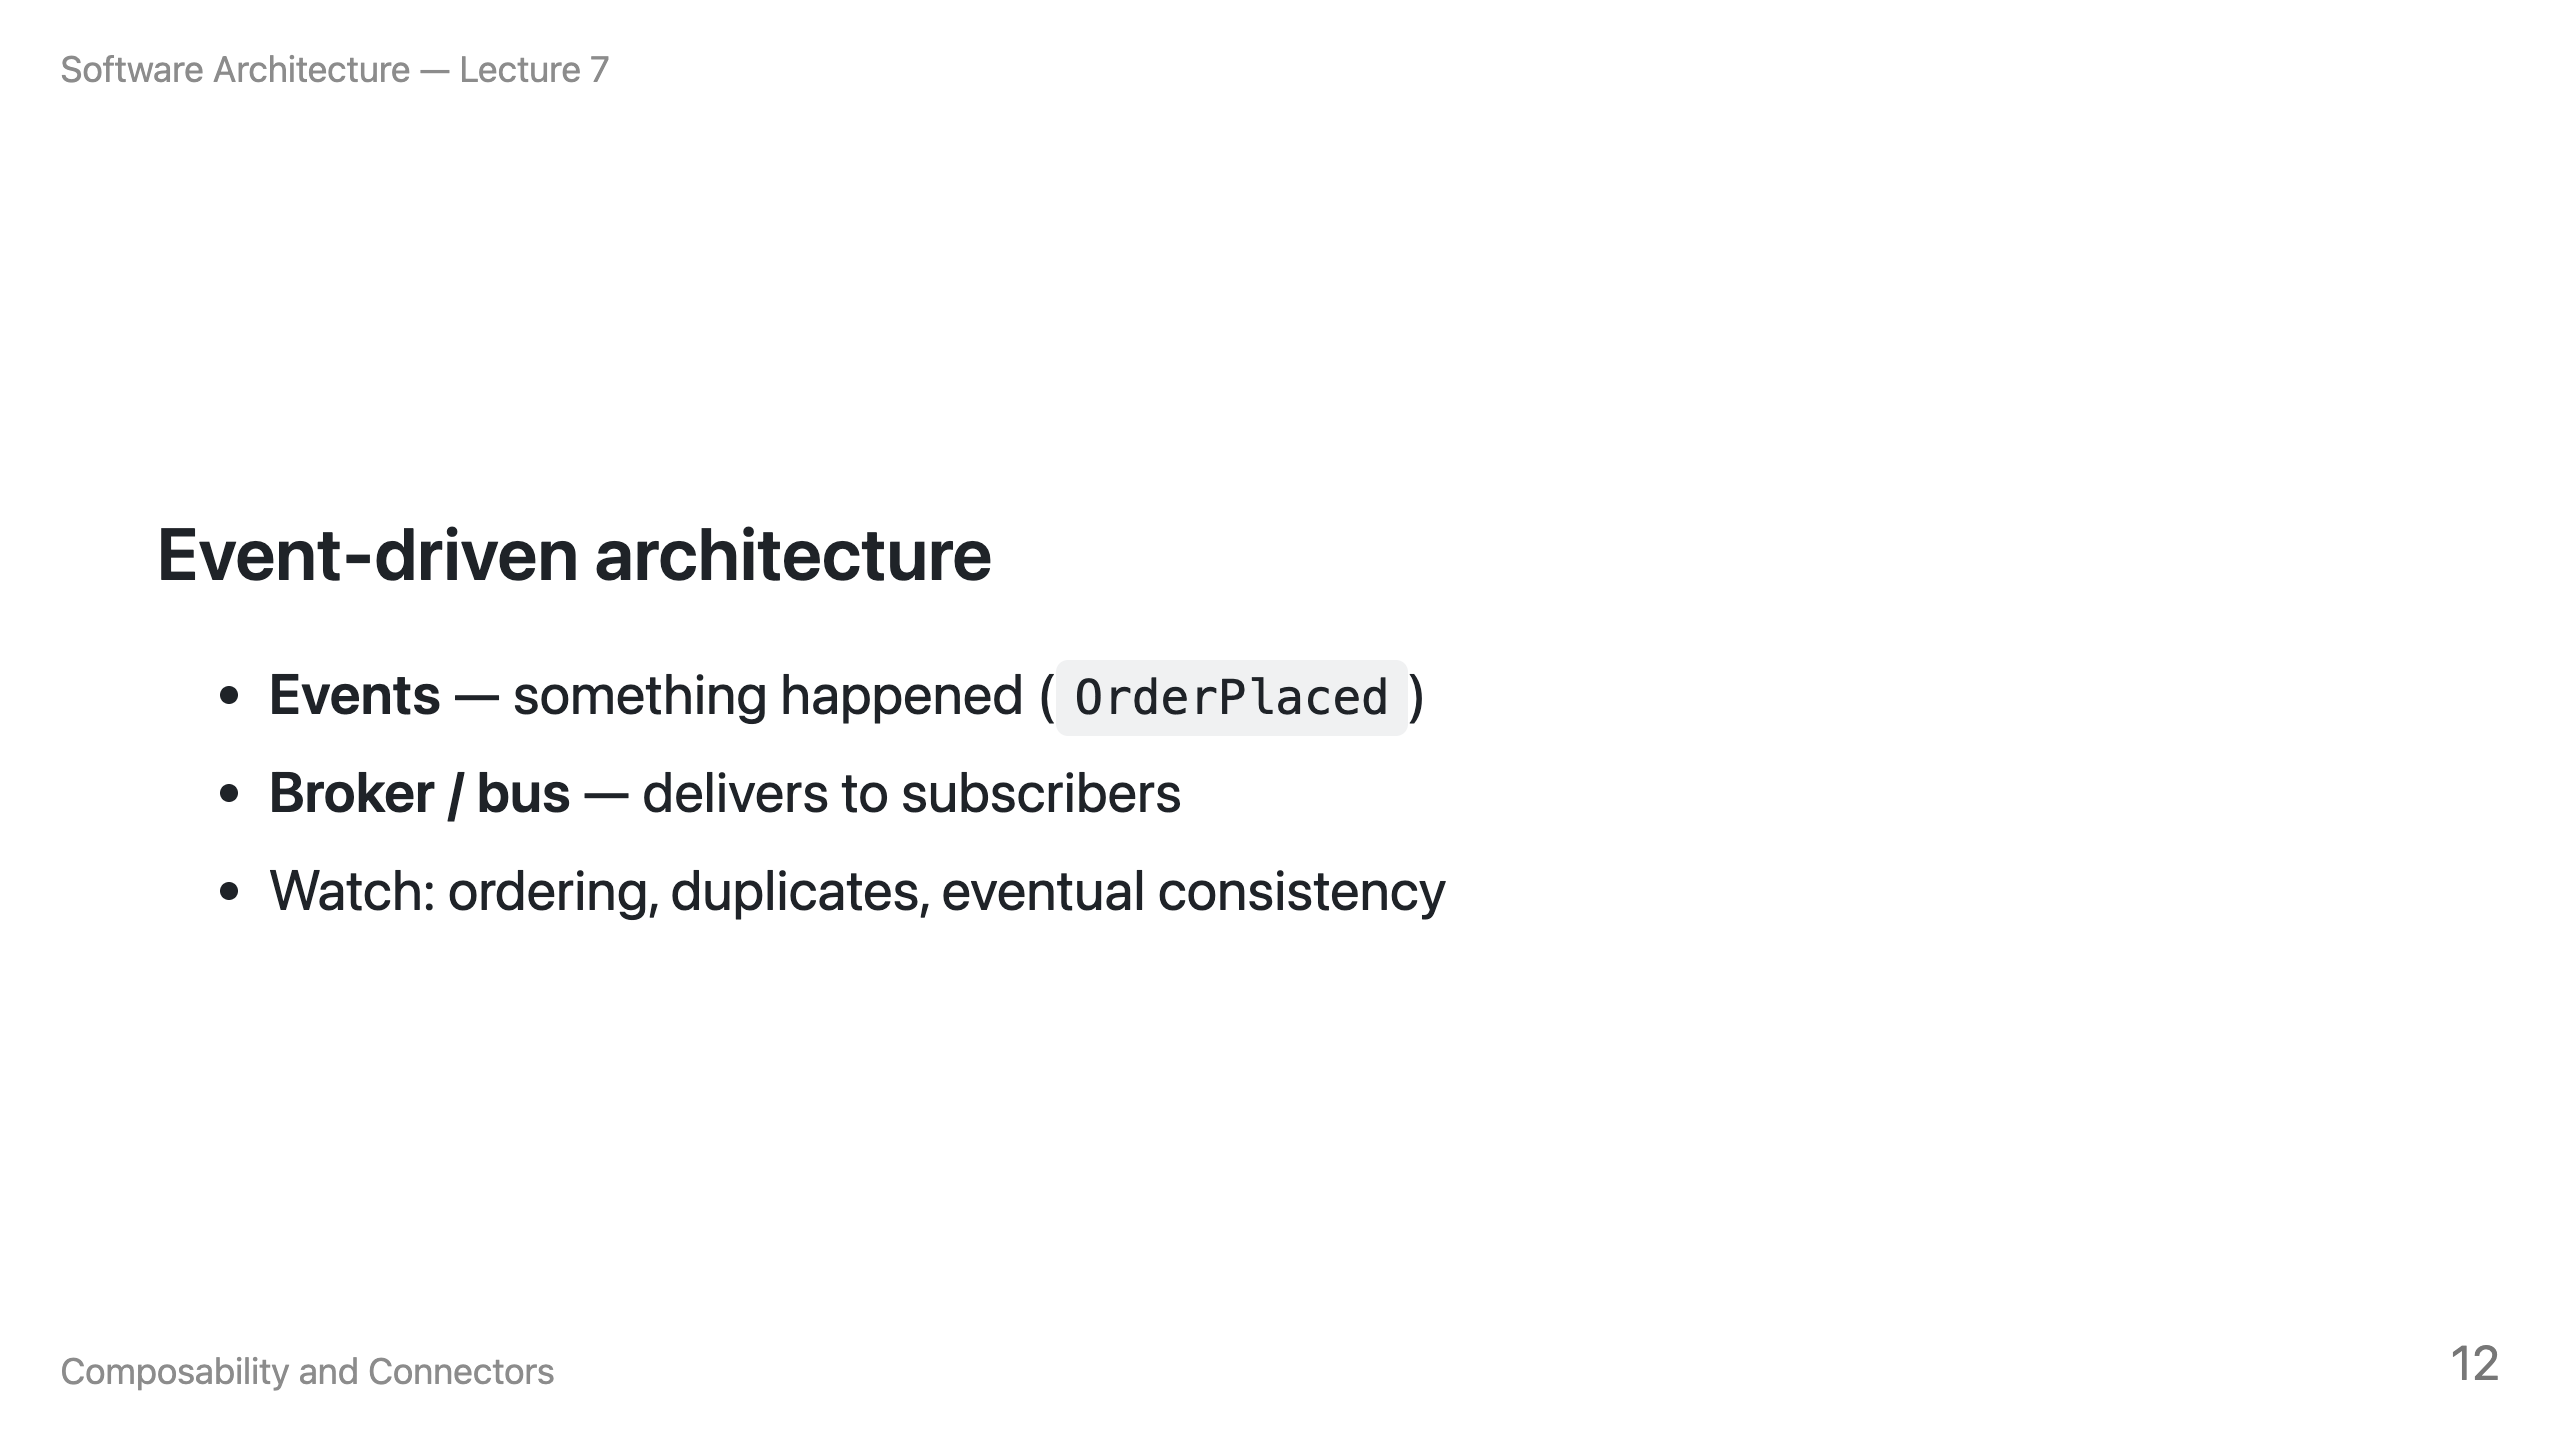 Software Architecture — Lecture 7
Event-driven architecture
• Events — something happened (OrderPlaced)
• Broker / bus — delivers to subscribers
• Watch: ordering, duplicates, eventual consistency
Composability and Connectors
12